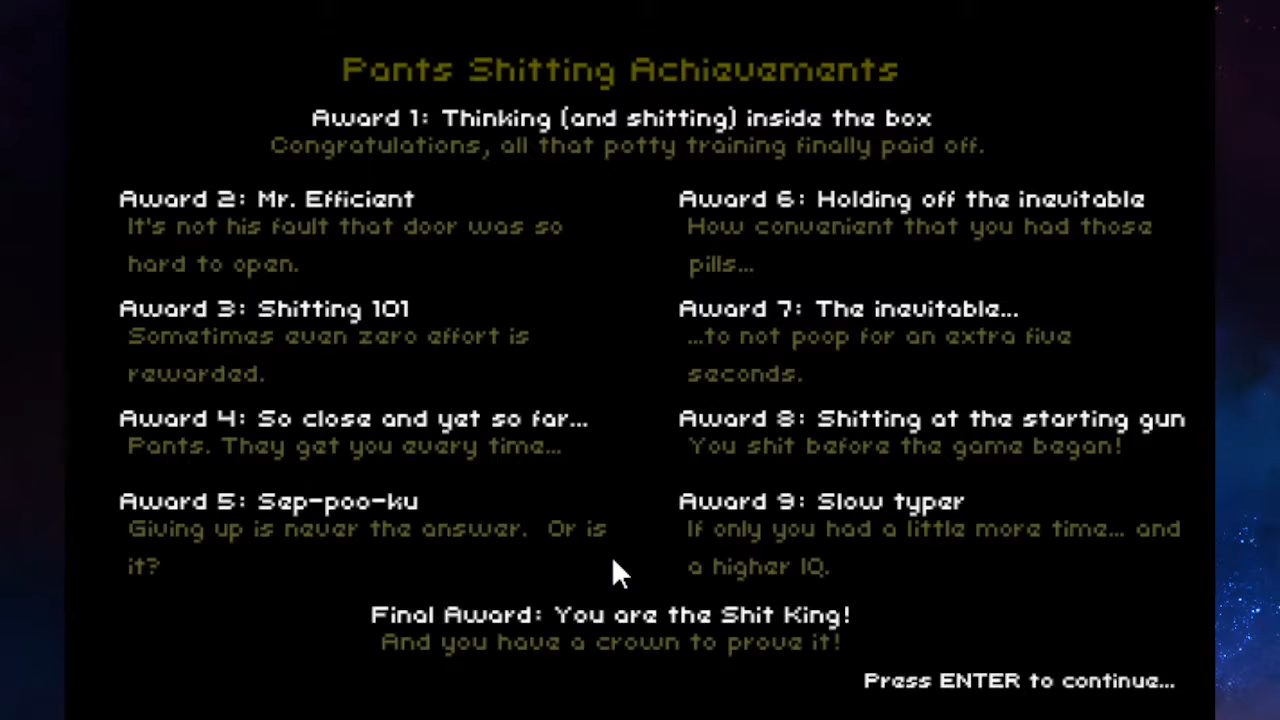 Pants Shitting Achievements
Award 1: Thinking (and shitting) inside the box
Congratulations, all that potty training finally paid off.
Award 2: Mr. Efficient
It's not his fault that door was so
hard to open.
Award 3: Shitting 101
Sometimes even zero effort is
rewarded.
Award 4: So close and yet so far...
Pants. They get you every time...
Award 5: Sep-poo-ku
Giving up is never the answer.  Or is
it?
Award 6: Holding off the inevitable
How convenient that you had those
pills...
Award 7: The inevitable...
...to not poop for an extra five
seconds.
Award 8: Shitting at the starting gun
You shit before the game began!
Award 9: Slow typer
If only you had a little more time... and
a higher IQ.
Final Award: You are the Shit King!
And you have a crown to prove it!
Press ENTER to continue...